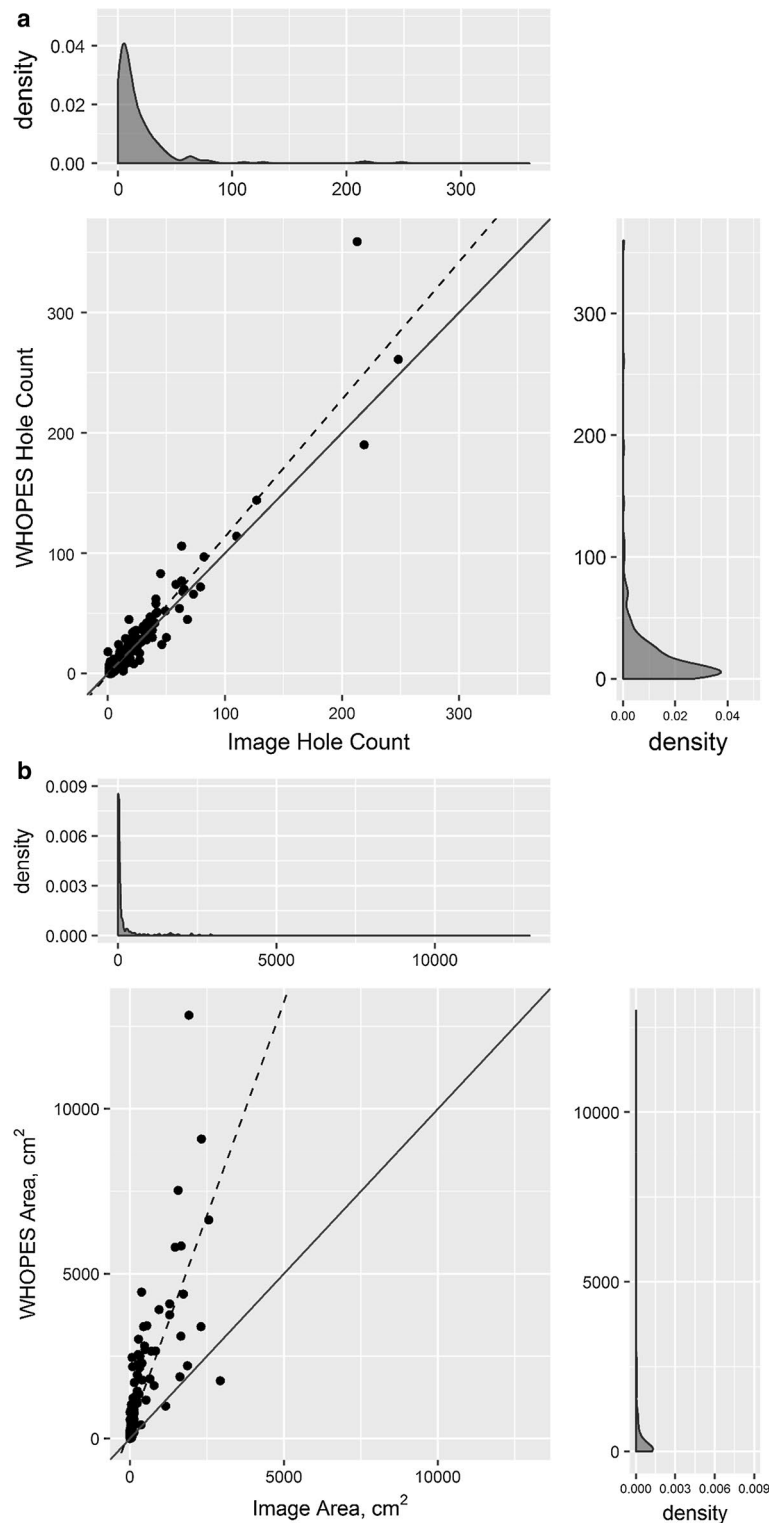 a
density
0.04
0.02
0.00
0 100 200 300
WHOPES Hole Count
300
200
100
0
0 100 200 300
Image Hole Count
300
200
100
0
0.00 0.02 0.04
density
b
density
0.009
0.006
0.003
0.000
0 5000 10000
WHOPES Area, cm²
10000
5000
0
0 5000 10000
Image Area, cm²
10000
5000
0
0.000 0.003 0.006 0.009
density